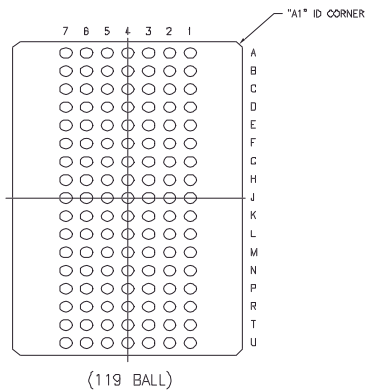 "A1" ID CORNER
7 6 5 4 3 2 1
A
B
C
D
E
F
G
H
J
K
L
M
N
P
R
T
U
(119 BALL)